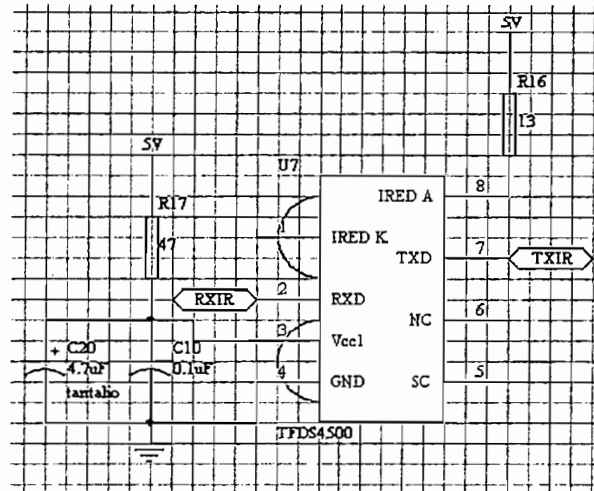 5V
R16
13
5V
U7
R17
47
IRED A
8
1
IRED K
TXD
7
TXIR
RXIR
2
RXD
NC
6
3
Vcc1
+ C20
C10
4.7uF
0.1uF
4
GND
SC
5
tantalio
TFDS4500